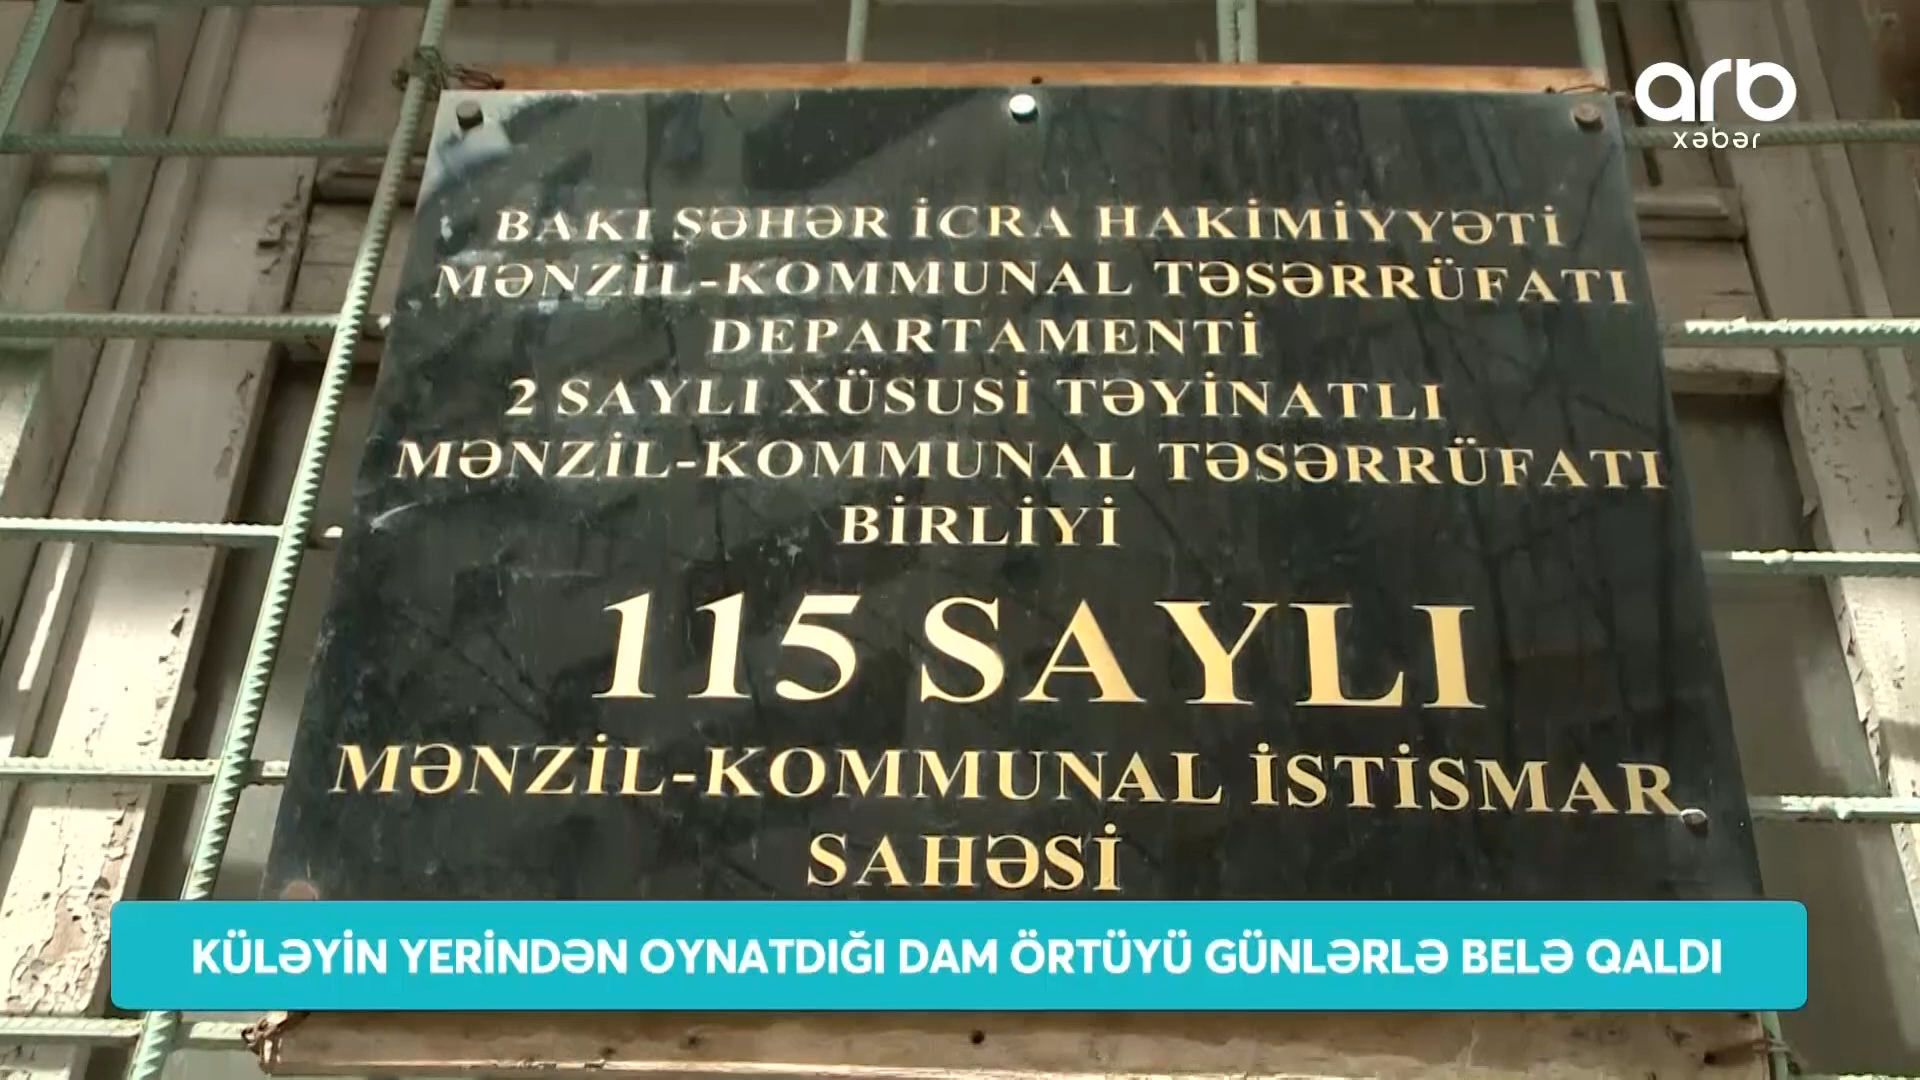 arb
xəbər
BAKI SƏHƏR İCRA HAKİMİYYƏTİ
MƏNZİL-KOMMUNAL TƏSƏRRÜFATI
DEPARTAMENTİ
2 SAYLI XÜSUSİ TƏYİNATLI
MƏNZİL-KOMMUNAL TƏSƏRRÜFATI
BİRLİYİ
115 SAYLI
MƏNZİL-KOMMUNAL İSTİSMAR
SAHƏSİ
KÜLƏYİN YERİNDƏN OYNATDIĞI DAM ÖRTÜYÜ GÜNLƏRLƏ BELƏ QALDI